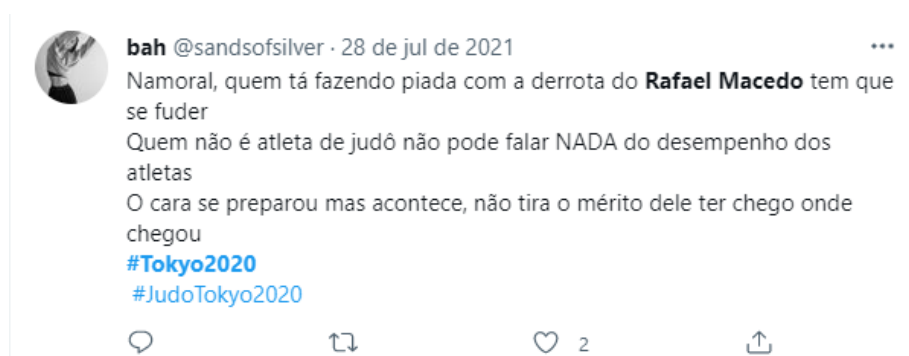 bah @sandsofsilver · 28 de jul de 2021
Namoral, quem tá fazendo piada com a derrota do Rafael Macedo tem que
se fuder
Quem não é atleta de judô não pode falar NADA do desempenho dos
atletas
O cara se preparou mas acontece, não tira o mérito dele ter chego onde
chegou
#Tokyo2020
#JudoTokyo2020
2